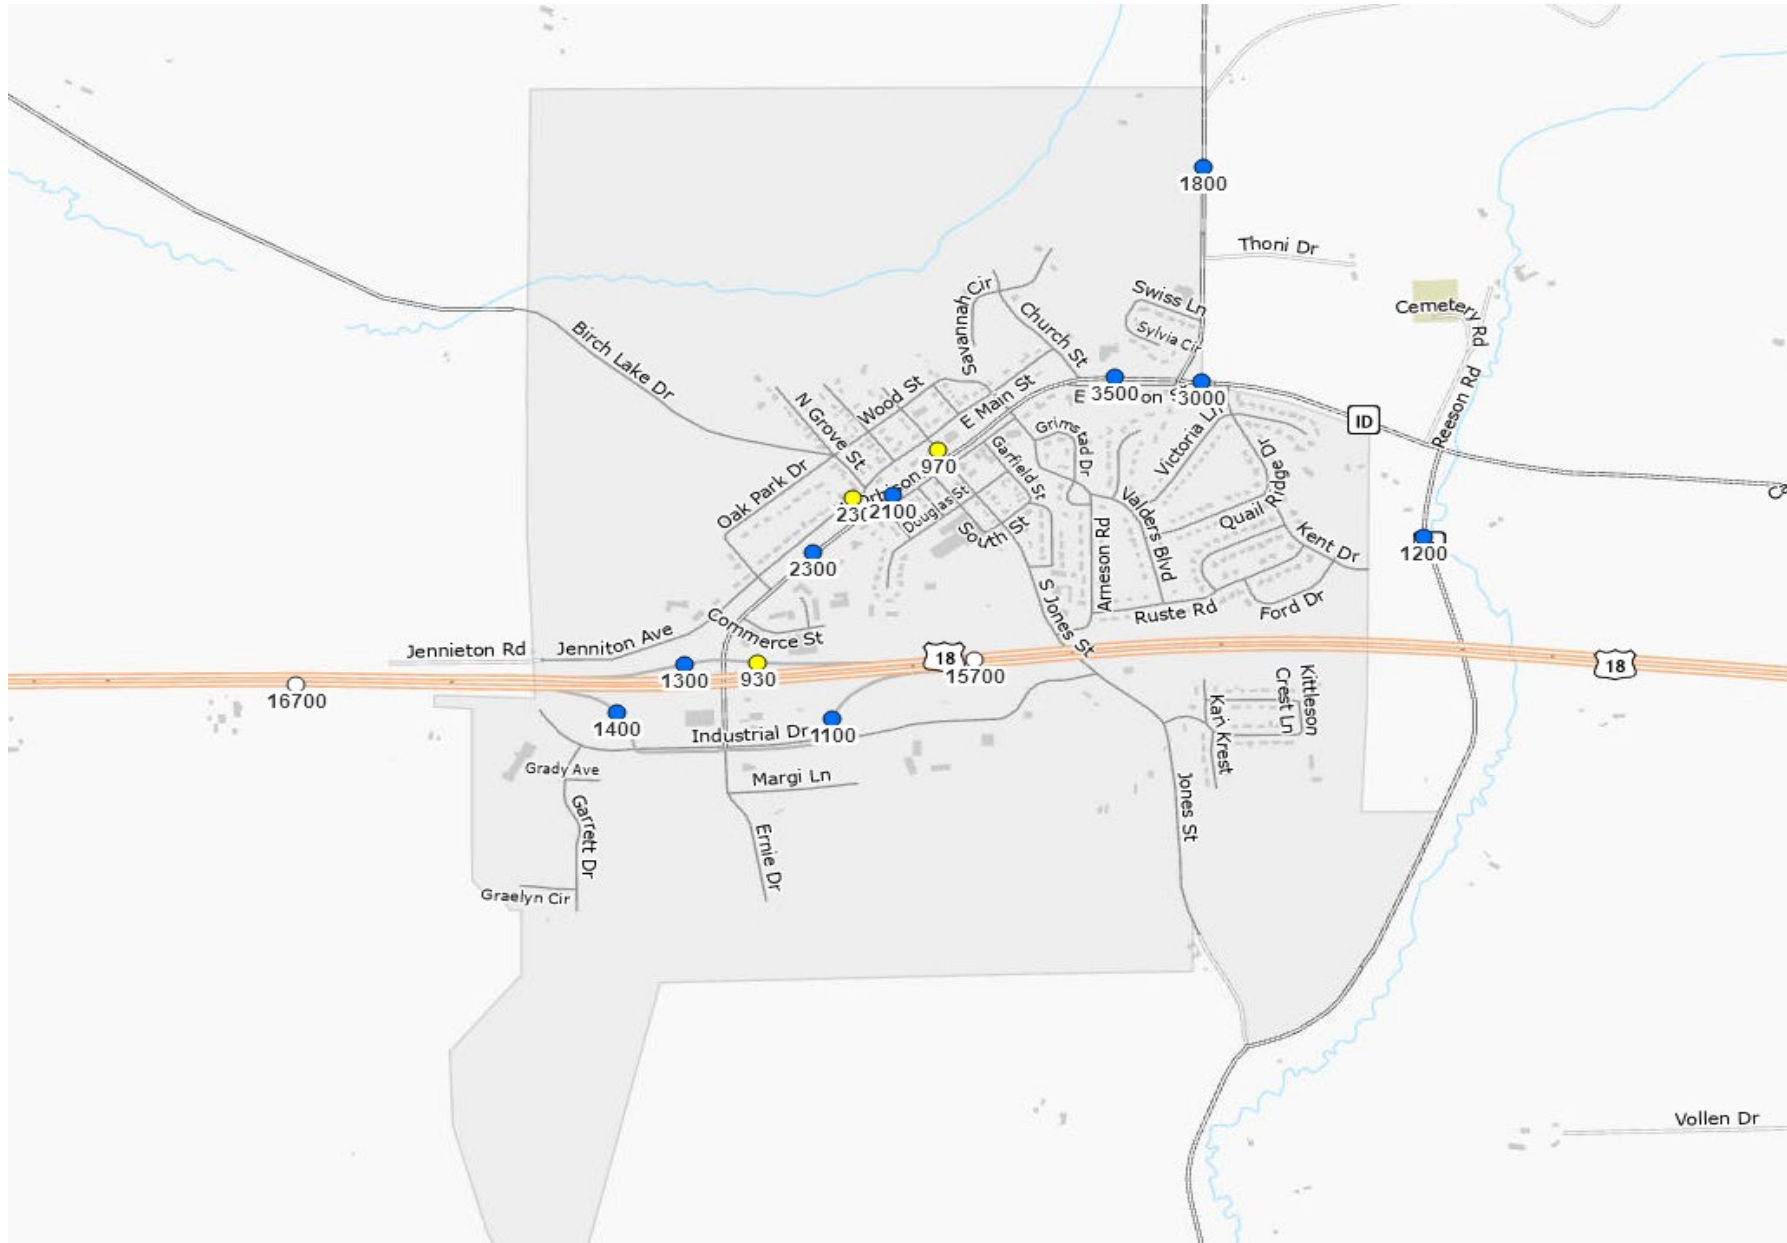 1800
Thoni Dr
Swiss Ln
Cemetery Rd
Savannah Cir
Church St
Sylvia Cir
Birch Lake Dr
Wood St
E Main St
E
3500
on
3000
N Grove St
Victoria Ln
ID
Reeson Rd
Grimstad Dr
970
Garfield St
Oak Park Dr
2100
Douglas St
South St
Valders Blvd
Quail Ridge Dr
Kent Dr
1200
2300
Arneson Rd
S Jones St
Ruste Rd
Ford Dr
Commerce St
Jennieton Rd
Jenniton Ave
1300
930
18
15700
18
16700
1400
Industrial Dr
1100
Kari Krest
Kittleson
Crest Ln
Grady Ave
Margi Ln
Garrett Dr
Ernie Dr
Jones St
Graelyn Cir
Vollen Dr